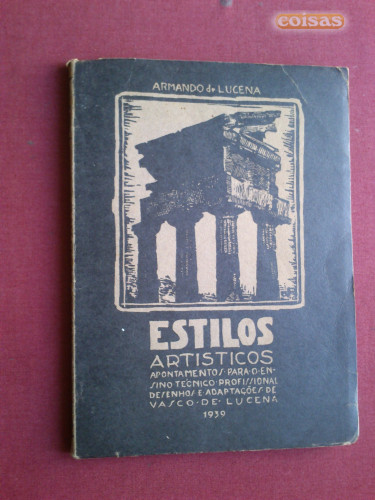 coisas
ARMANDO de LUCENA
ESTILOS
ARTISTICOS
APONTAMENTOS·PARA·O·EN-
SINO·TECNICO·PROFISSIONAL
DESENHOS·E·ADAPTAÇÕES·DE
VASCO·DE·LUCENA
1939